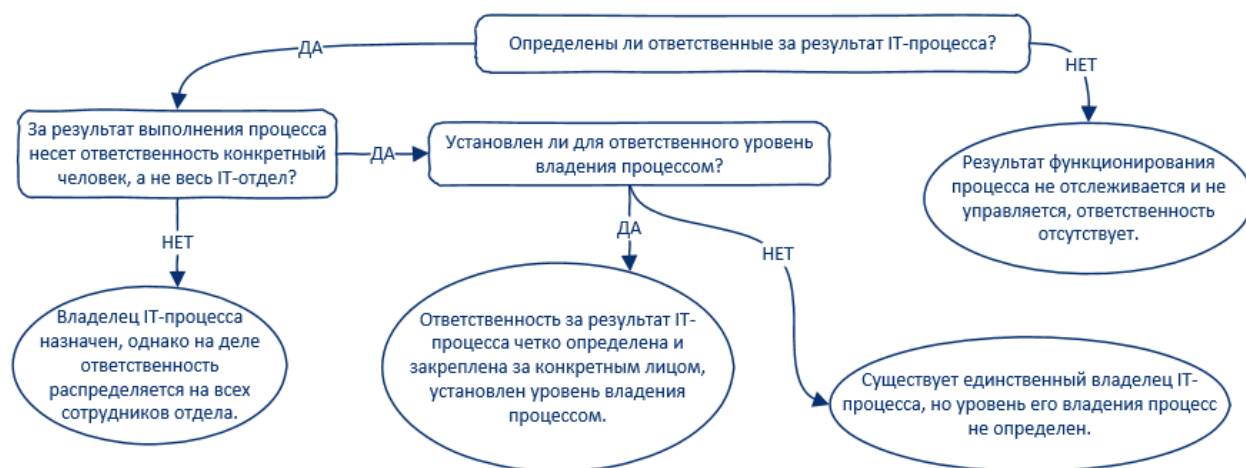 Определены ли ответственные за результат IT-процесса?
ДА
НЕТ
За результат выполнения процесса
несет ответственность конкретный
человек, а не весь IT-отдел?
ДА
Установлен ли для ответственного уровень
владения процессом?
Результат функционирования
процесса не отслеживается и не
управляется, ответственность
отсутствует.
НЕТ
ДА
НЕТ
Владелец IT-процесса
назначен, однако на деле
ответственность
распределяется на всех
сотрудников отдела.
Ответственность за результат IT-
процесса четко определена и
закреплена за конкретным лицом,
установлен уровень владения
процессом.
Существует единственный владелец IT-
процесса, но уровень его владения процесс
не определен.